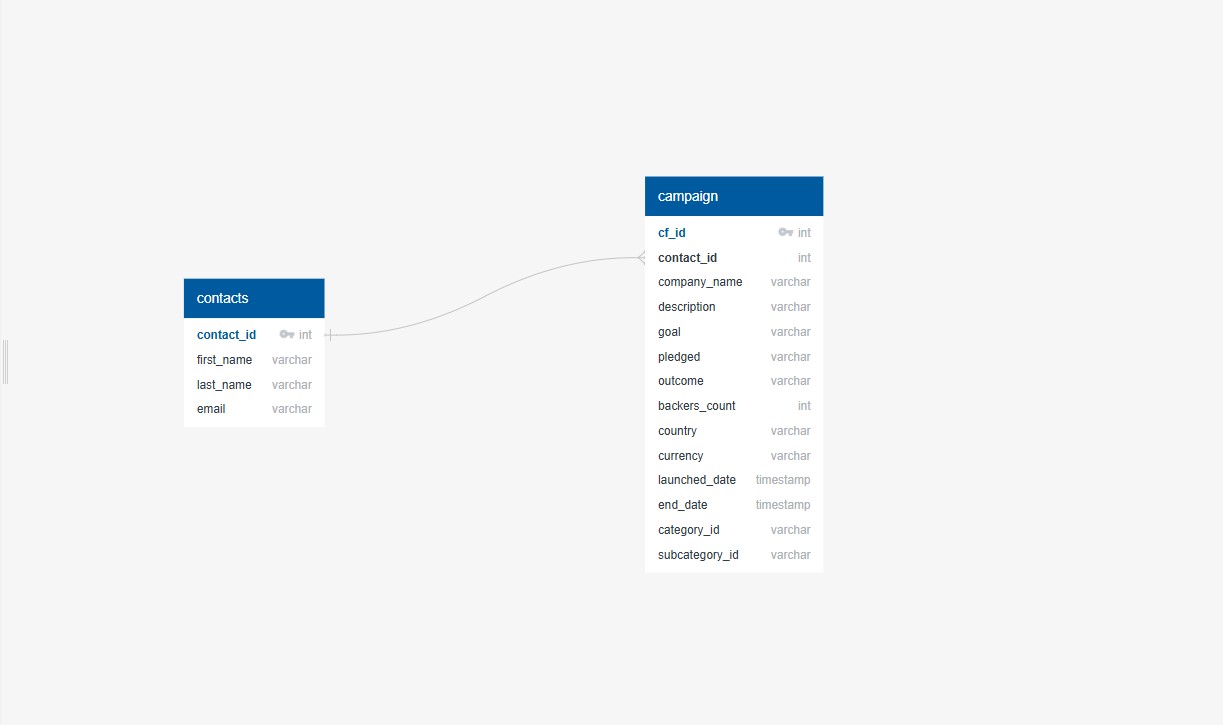 contacts
contact_id int
first_name varchar
last_name varchar
email varchar
campaign
cf_id int
contact_id int
company_name varchar
description varchar
goal varchar
pledged varchar
outcome varchar
backers_count int
country varchar
currency varchar
launched_date timestamp
end_date timestamp
category_id varchar
subcategory_id varchar